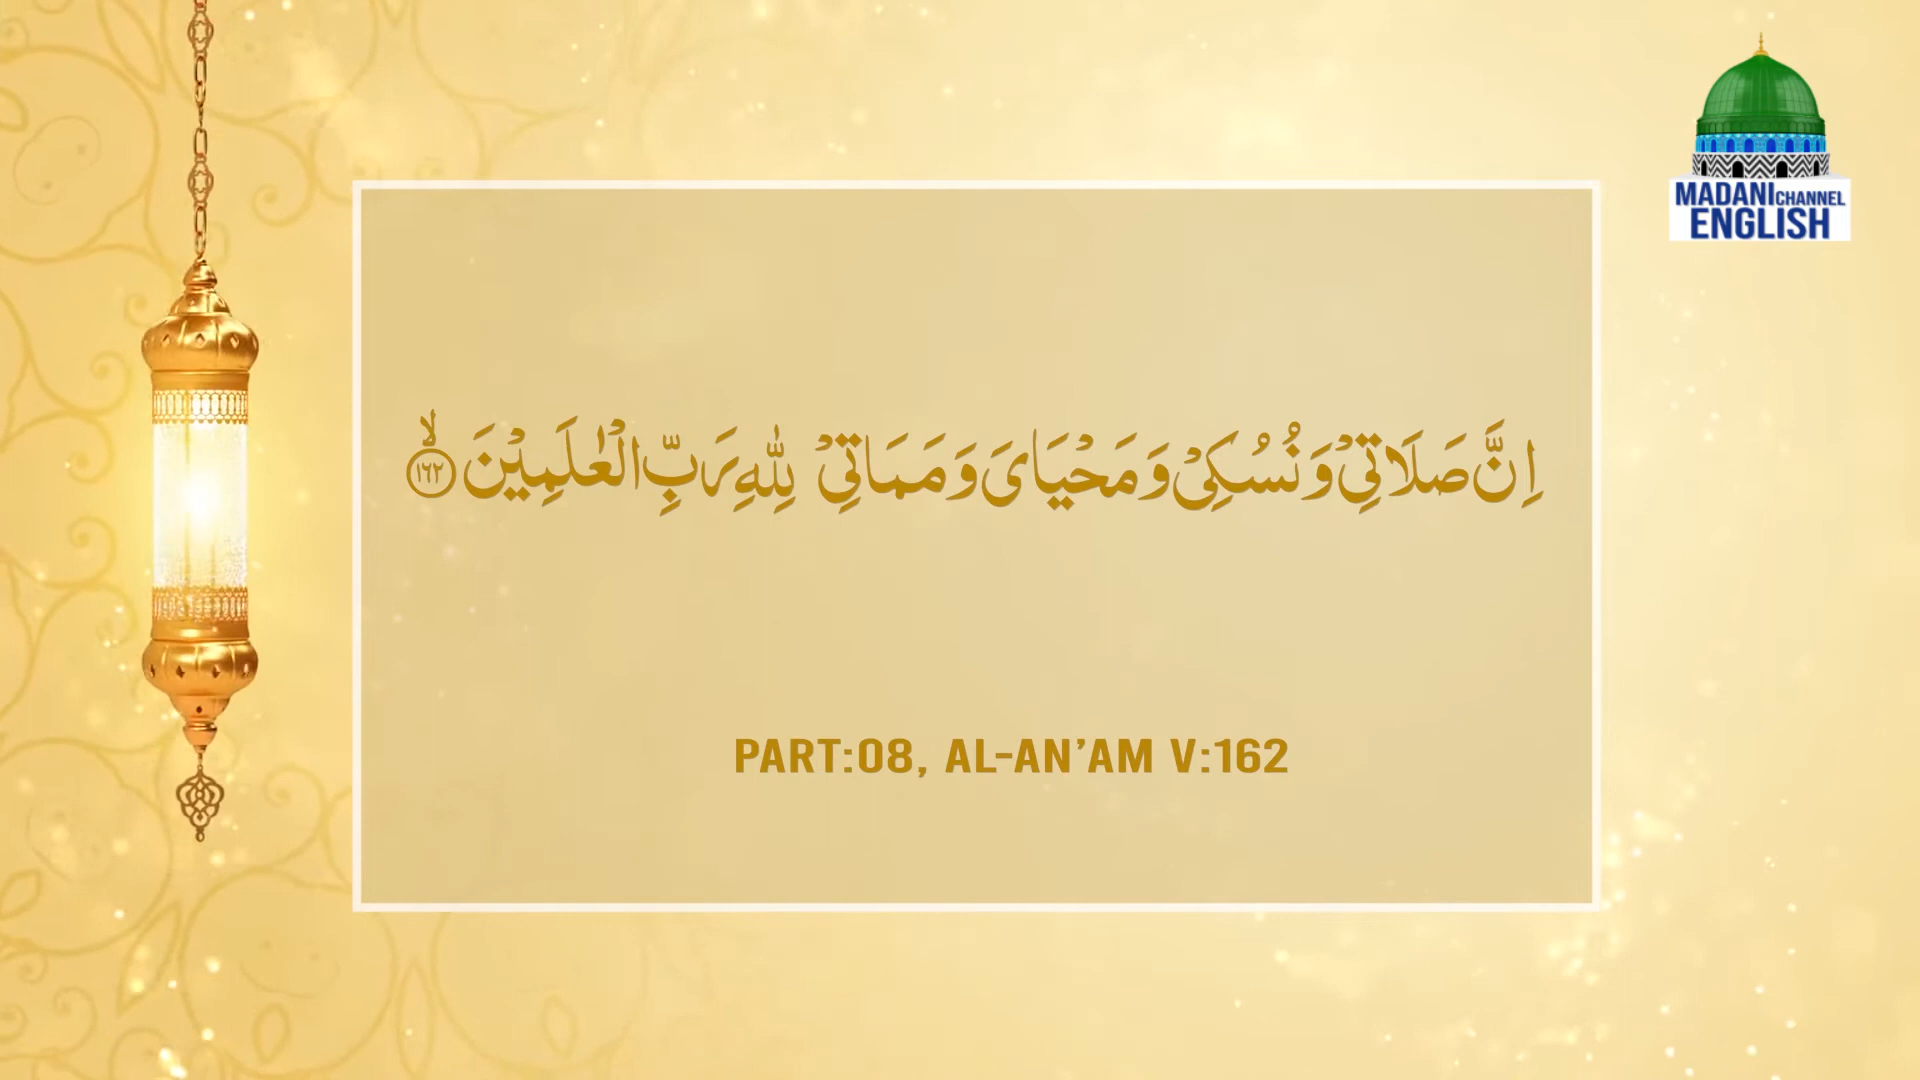 MADANI CHANNEL
ENGLISH
اِنَّ صَلَاتِیْ وَ نُسُكِیْ وَ مَحْیَایَ وَ مَمَاتِیْ لِلّٰهِ رَبِّ الْعٰلَمِیْنَۙ۝۱۶۲
PART:08, AL-AN’AM V:162